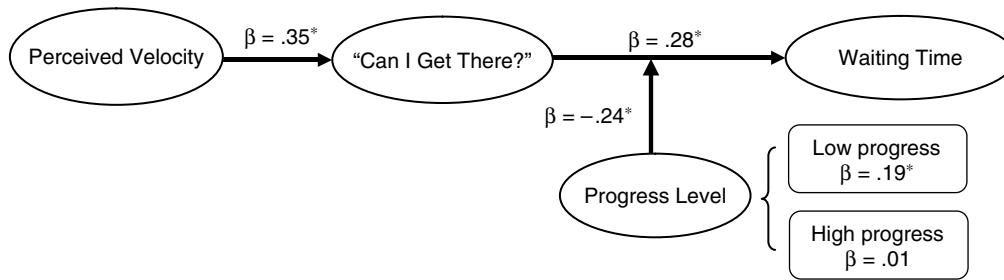 β = .35*
β = .28*
Perceived Velocity
“Can I Get There?”
Waiting Time
β = –.24*
Low progress
β = .19*
Progress Level
High progress
β = .01